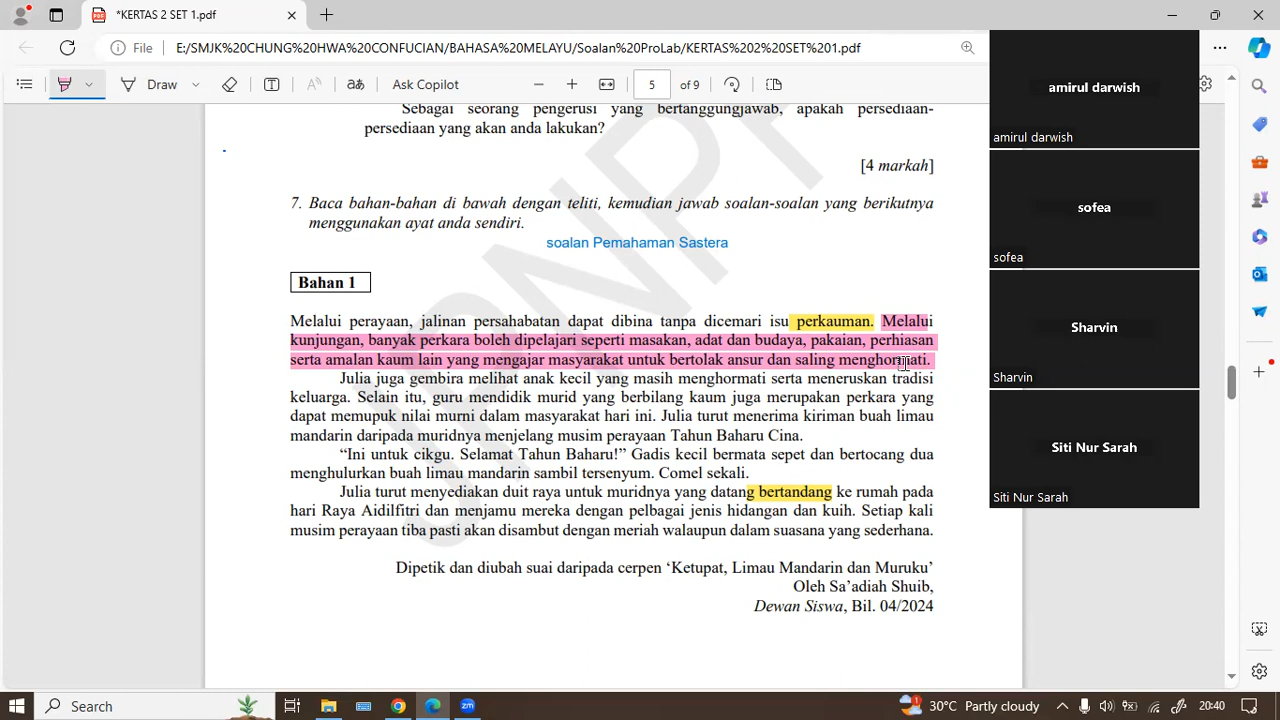 *KERTAS 2 SET 1.pdf
File E:/SMJK%20CHUNG%20HWA%20CONFUCIAN/BAHASA%20MELAYU/Soalan%20ProLab/KERTAS%202%20SET%201.pdf
Draw Ask Copilot 5 of 9
Sebagai seorang pengerusi yang bertanggungjawab, apakah persediaan-
persediaan yang akan anda lakukan?
[4 markah]
7. Baca bahan-bahan di bawah dengan teliti, kemudian jawab soalan-soalan yang berikutnya
menggunakan ayat anda sendiri.
soalan Pemahaman Sastera
Bahan 1
Melalui perayaan, jalinan persahabatan dapat dibina tanpa dicemari isu perkauman. Melalui
kunjungan, banyak perkara boleh dipelajari seperti masakan, adat dan budaya, pakaian, perhiasan
serta amalan kaum lain yang mengajar masyarakat untuk bertolak ansur dan saling menghormati.
Julia juga gembira melihat anak kecil yang masih menghormati serta meneruskan tradisi
keluarga. Selain itu, guru mendidik murid yang berbilang kaum juga merupakan perkara yang
dapat memupuk nilai murni dalam masyarakat hari ini. Julia turut menerima kiriman buah limau
mandarin daripada muridnya menjelang musim perayaan Tahun Baharu Cina.
“Ini untuk cikgu. Selamat Tahun Baharu!” Gadis kecil bermata sepet dan bertocang dua
menghulurkan buah limau mandarin sambil tersenyum. Comel sekali.
Julia turut menyediakan duit raya untuk muridnya yang datang bertandang ke rumah pada
hari Raya Aidilfitri dan menjamu mereka dengan pelbagai jenis hidangan dan kuih. Setiap kali
musim perayaan tiba pasti akan disambut dengan meriah walaupun dalam suasana yang sederhana.
Dipetik dan diubah suai daripada cerpen ‘Ketupat, Limau Mandarin dan Muruku’
Oleh Sa’adiah Shuib,
Dewan Siswa, Bil. 04/2024
amirul darwish
amirul darwish
sofea
sofea
Sharvin
Sharvin
Siti Nur Sarah
Siti Nur Sarah
Search
30°C Partly cloudy
20:40